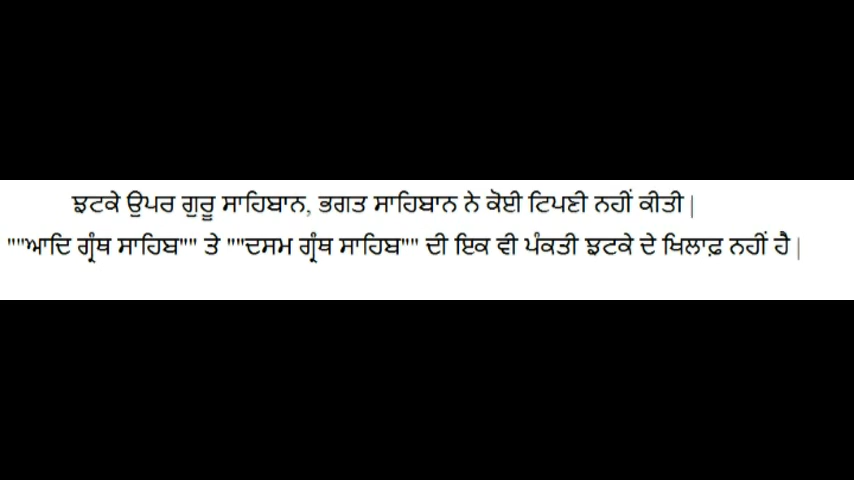 ਝਟਕੇ ਉਪਰ ਗੁਰੂ ਸਾਹਿਬਾਨ, ਭਗਤ ਸਾਹਿਬਾਨ ਨੇ ਕੋਈ ਟਿਪਣੀ ਨਹੀਂ ਕੀਤੀ |
""ਆਦਿ ਗ੍ਰੰਥ ਸਾਹਿਬ"" ਤੇ ""ਦਸਮ ਗ੍ਰੰਥ ਸਾਹਿਬ"" ਦੀ ਇਕ ਵੀ ਪੰਕਤੀ ਝਟਕੇ ਦੇ ਖਿਲਾਫ਼ ਨਹੀਂ ਹੈ |